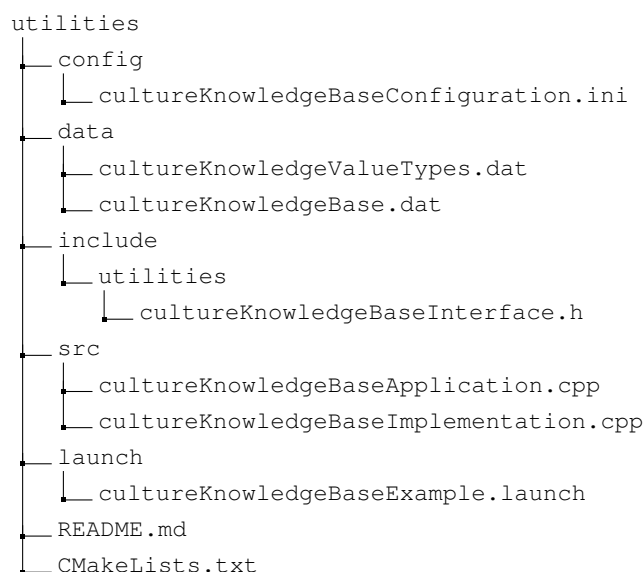 utilities
config
cultureKnowledgeBaseConfiguration.ini
data
cultureKnowledgeValueTypes.dat
cultureKnowledgeBase.dat
include
utilities
cultureKnowledgeBaseInterface.h
src
cultureKnowledgeBaseApplication.cpp
cultureKnowledgeBaseImplementation.cpp
launch
cultureKnowledgeBaseExample.launch
README.md
CMakeLists.txt